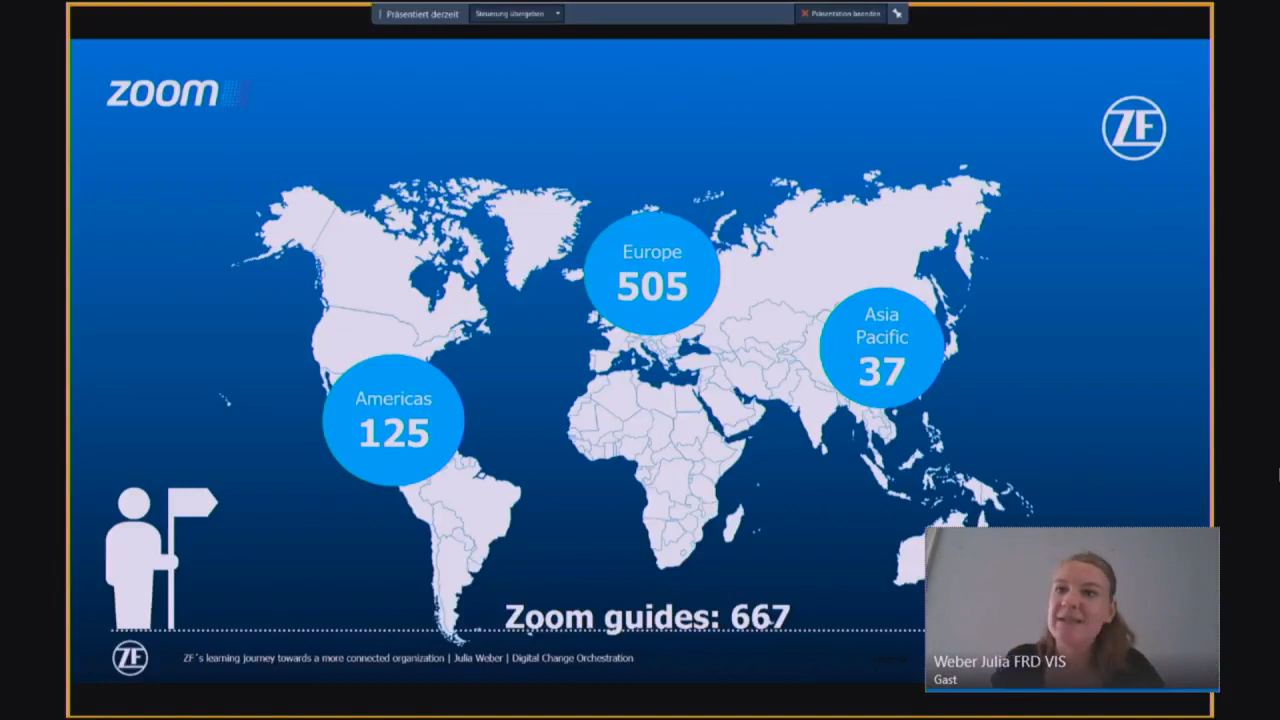 Präsentiert derzeit
Steuerung übergeben
Präsentation beenden
zoom
ZF
Europe
505
Asia
Pacific
37
Americas
125
Zoom guides: 667
ZF
ZF´s learning journey towards a more connected organization | Julia Weber | Digital Change Orchestration
Weber Julia FRD VIS
Gast